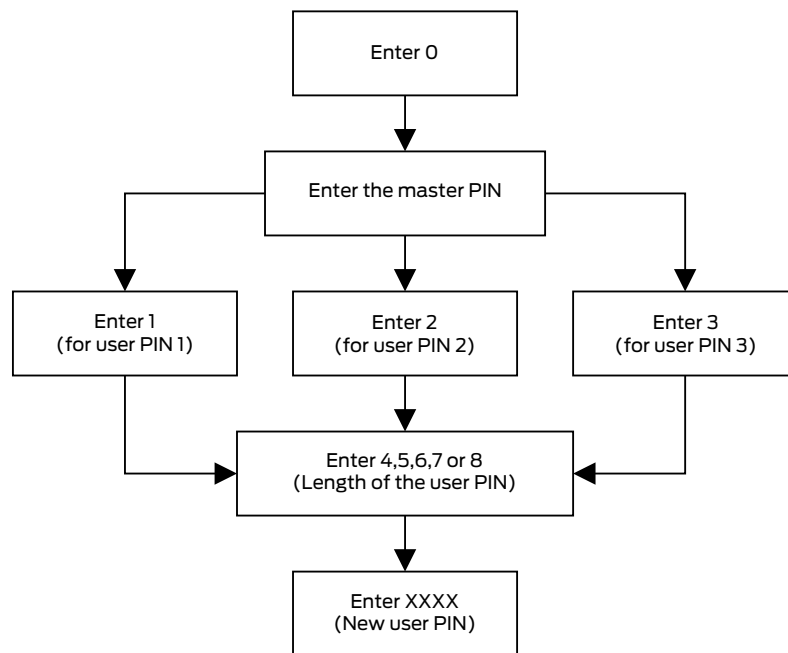 Enter 0
Enter the master PIN
Enter 1
(for user PIN 1)
Enter 2
(for user PIN 2)
Enter 3
(for user PIN 3)
Enter 4,5,6,7 or 8
(Length of the user PIN)
Enter XXXX
(New user PIN)